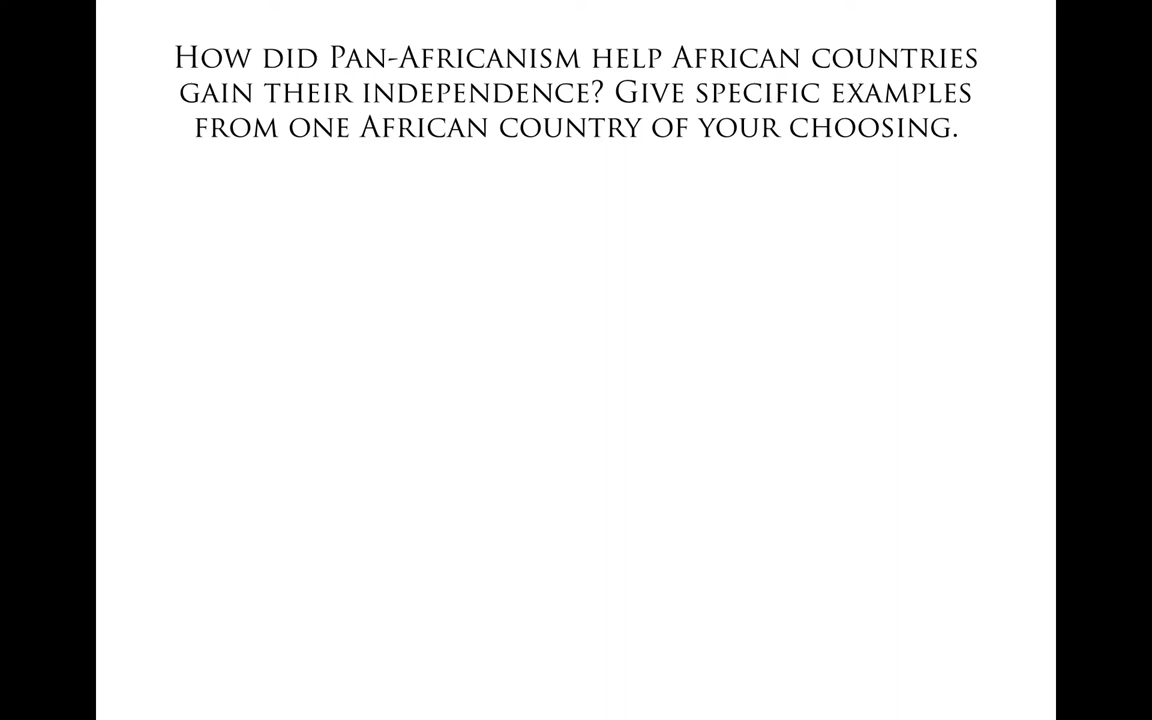 How did Pan-Africanism help African countries
gain their independence? Give specific examples
from one African country of your choosing.